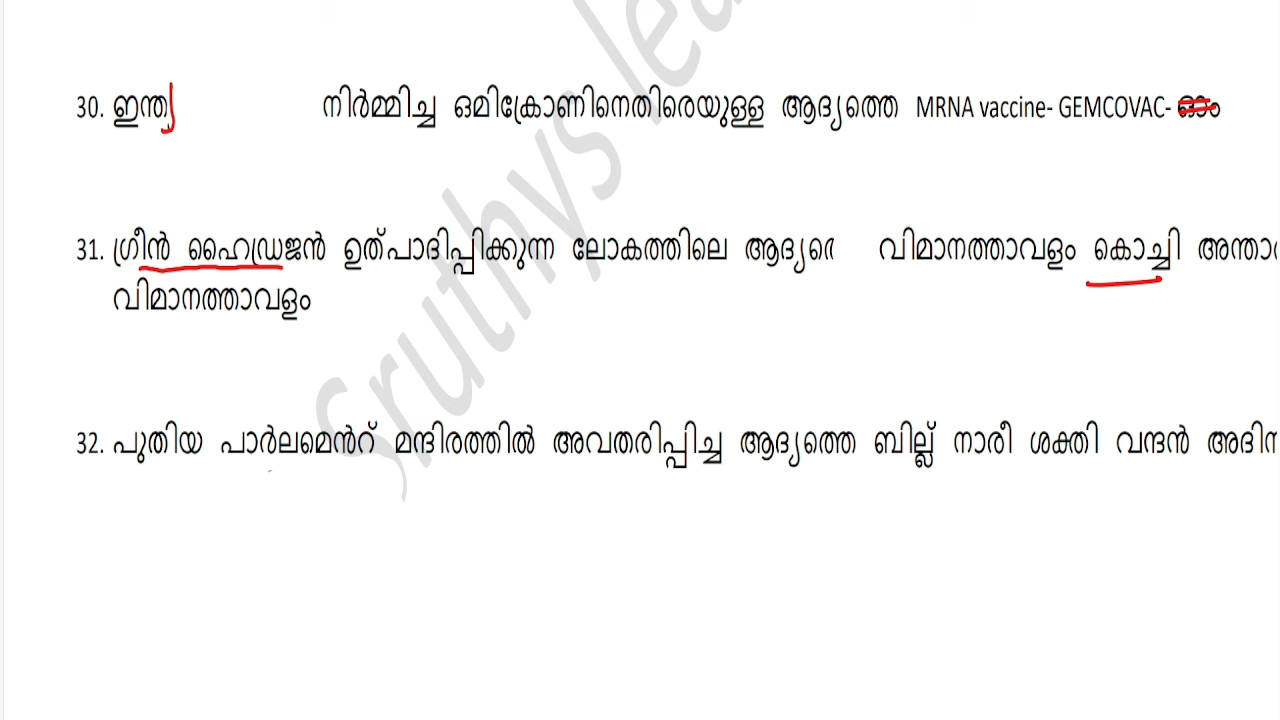 30. ഇന്ത്യ നിർമ്മിച്ച ഒമിക്രോണിനെതിരെയുള്ള ആദ്യത്തെ MRNA vaccine- GEMCOVAC-
31. ഗ്രീൻ ഹൈഡ്രജൻ ഉത്പാദിപ്പിക്കുന്ന ലോകത്തിലെ വിമാനത്താവളം കൊച്ചി
വിമാനത്താവളം
32. പുതിയ പാർലമെൻറ് മന്ദിരത്തിൽ അവതരിപ്പിച്ച ആദ്യത്തെ ബില്ല് നാരീ ശക്തി വന്ദൻ
Sruthys